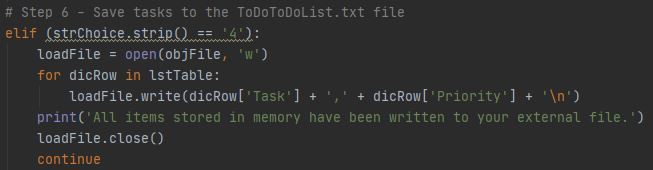 # Step 6 - Save tasks to the ToDoToDoList.txt file
elif (strChoice.strip() == '4'):
    loadFile = open(objFile, 'w')
    for dicRow in lstTable:
        loadFile.write(dicRow['Task'] + ',' + dicRow['Priority'] + '\n')
    print('All items stored in memory have been written to your external file.')
    loadFile.close()
    continue